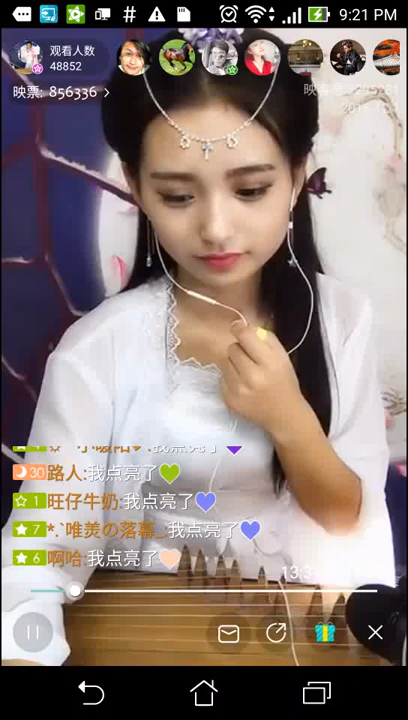 9:21 PM
观看人数
48852
映票: 856336 >
30 路人:我点亮了
1 旺仔牛奶:我点亮了
7 *.`唯美の落幕_:我点亮了
6 啊哈:我点亮了